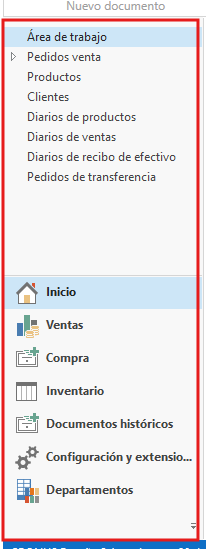 Nuevo documento
Área de trabajo
Pedidos venta
Productos
Clientes
Diarios de productos
Diarios de ventas
Diarios de recibo de efectivo
Pedidos de transferencia
Inicio
Ventas
Compra
Inventario
Documentos históricos
Configuración y extensio...
Departamentos